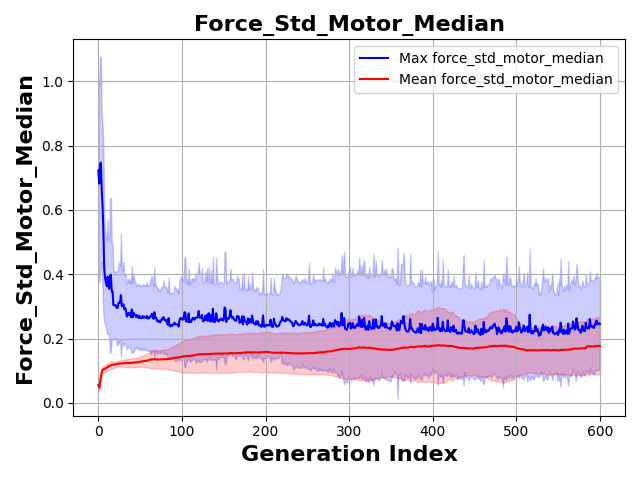 Force_Std_Motor_Median
Max force_std_motor_median
Mean force_std_motor_median
Force_Std_Motor_Median
1.0
0.8
0.6
0.4
0.2
0.0
0 100 200 300 400 500 600
Generation Index